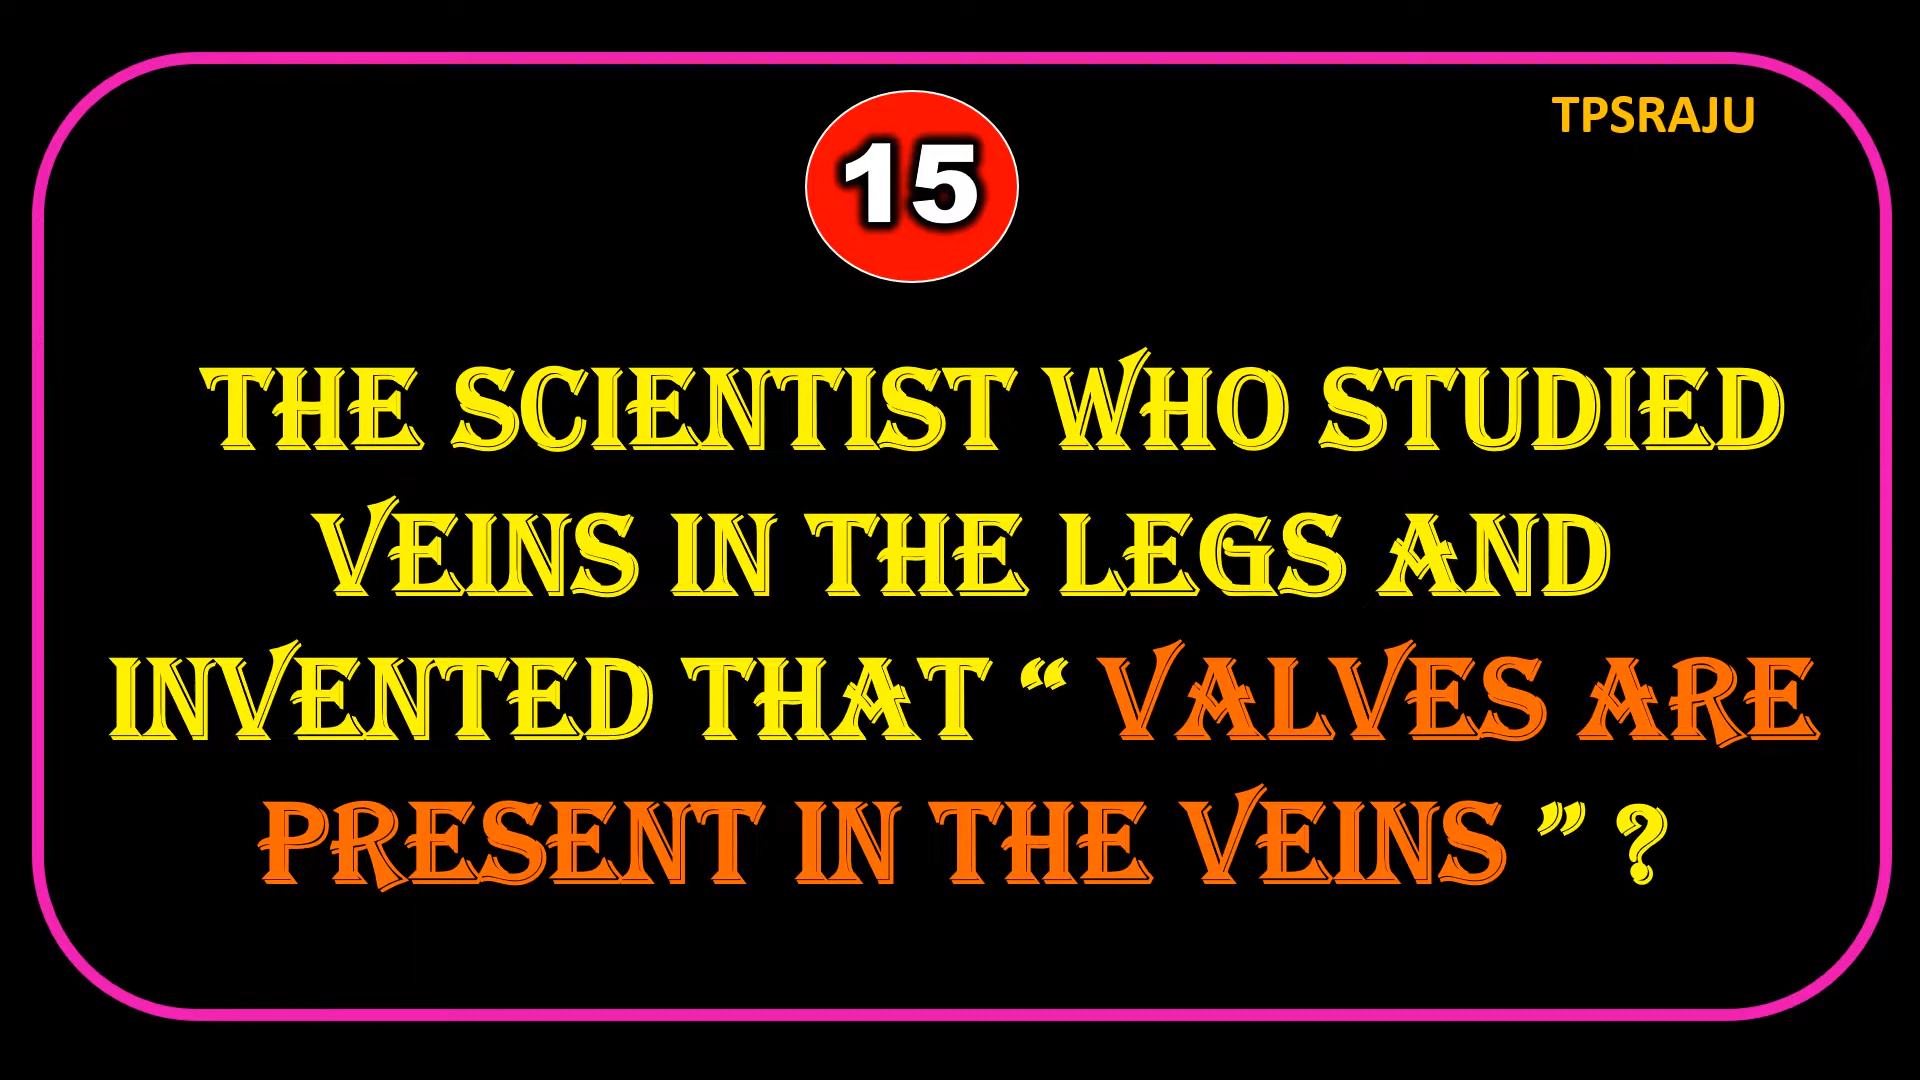 TPSRAJU
15
THE SCIENTIST WHO STUDIED
VEINS IN THE LEGS AND
INVENTED THAT “ VALVES ARE
PRESENT IN THE VEINS ” ?